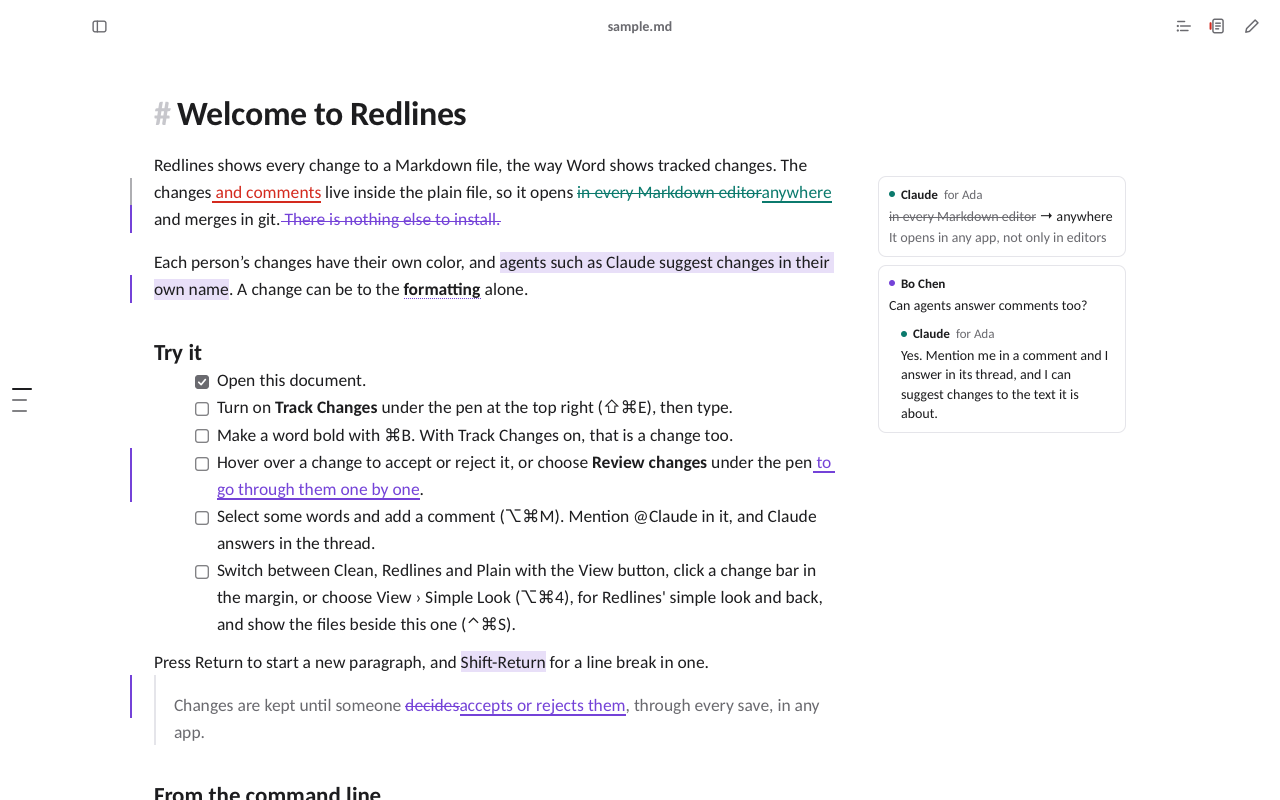 sample.md
# Welcome to Redlines
Redlines shows every change to a Markdown file, the way Word shows tracked changes. The
changes and comments live inside the plain file, so it opens in every Markdown editoranywhere
and merges in git. There is nothing else to install.
Each person’s changes have their own color, and agents such as Claude suggest changes in their
own name. A change can be to the formatting alone.
Try it
Open this document.
Turn on Track Changes under the pen at the top right (⇧⌘E), then type.
Make a word bold with ⌘B. With Track Changes on, that is a change too.
Hover over a change to accept or reject it, or choose Review changes under the pen to
go through them one by one.
Select some words and add a comment (⌥⌘M). Mention @Claude in it, and Claude
answers in the thread.
Switch between Clean, Redlines and Plain with the View button, click a change bar in
the margin, or choose View › Simple Look (⌥⌘4), for Redlines' simple look and back,
and show the files beside this one (⌃⌘S).
Press Return to start a new paragraph, and Shift-Return for a line break in one.
Changes are kept until someone decidesaccepts or rejects them, through every save, in any
app.
From the command line
Claude for Ada
in every Markdown editor → anywhere
It opens in any app, not only in editors
Bo Chen
Can agents answer comments too?
Claude for Ada
Yes. Mention me in a comment and I
answer in its thread, and I can
suggest changes to the text it is
about.